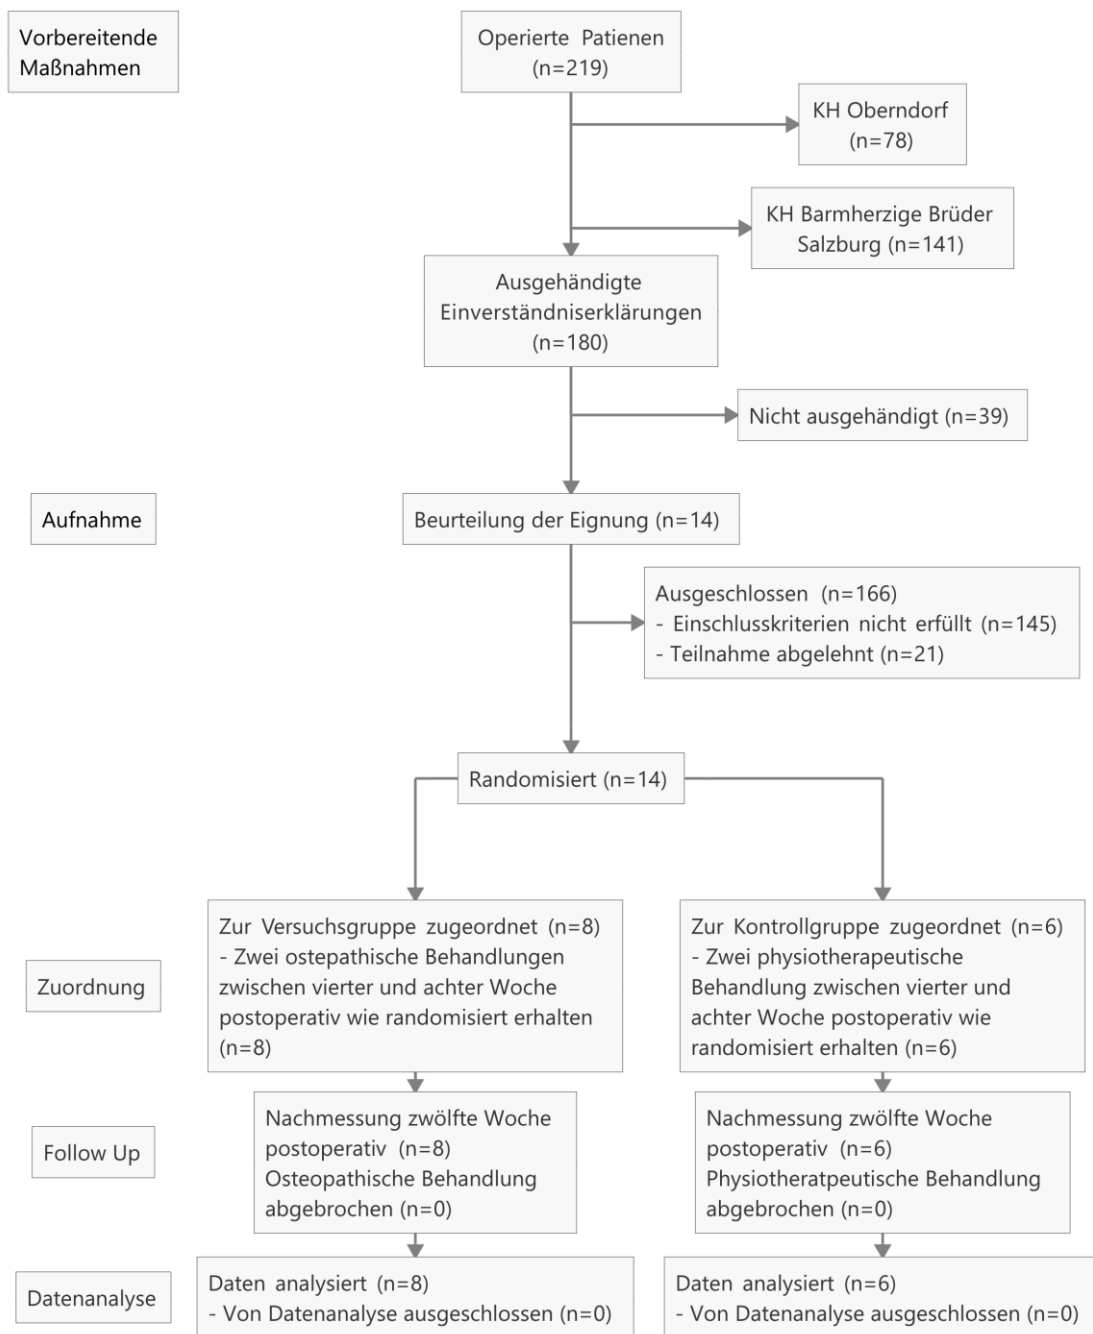 Vorbereitende
Maßnahmen
Operierte Patienen
(n=219)
KH Oberndorf
(n=78)
KH Barmherzige Brüder
Salzburg (n=141)
Ausgehändigte
Einverständniserklärungen
(n=180)
Nicht ausgehändigt (n=39)
Aufnahme
Beurteilung der Eignung (n=14)
Ausgeschlossen (n=166)
- Einschlusskriterien nicht erfüllt (n=145)
- Teilnahme abgelehnt (n=21)
Randomisiert (n=14)
Zuordnung
Zur Versuchsgruppe zugeordnet (n=8)
- Zwei ostepathische Behandlungen
zwischen vierter und achter Woche
postoperativ wie randomisiert erhalten
(n=8)
Zur Kontrollgruppe zugeordnet (n=6)
- Zwei physiotherapeutische
Behandlung zwischen vierter und
achter Woche postoperativ wie
randomisiert erhalten (n=6)
Follow Up
Nachmessung zwölfte Woche
postoperativ (n=8)
Osteopathische Behandlung
abgebrochen (n=0)
Nachmessung zwölfte Woche
postoperativ (n=6)
Physiotheratpeutische Behandlung
abgebrochen (n=0)
Datenanalyse
Daten analysiert (n=8)
- Von Datenanalyse ausgeschlossen (n=0)
Daten analysiert (n=6)
- Von Datenanalyse ausgeschlossen (n=0)